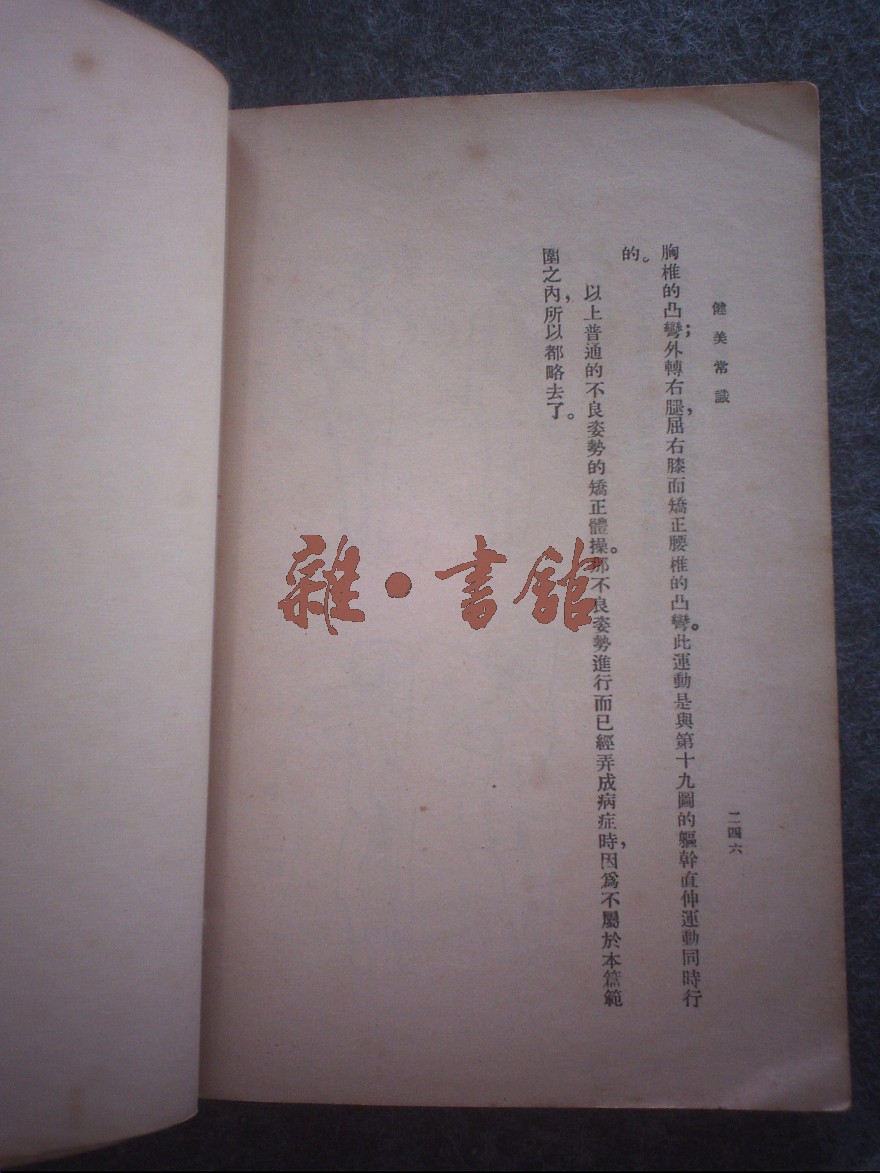 健美常識
二四六
胸椎的凸彎；外轉右腿，屈右膝而矯正腰椎的凸彎。此運動是與第十九圖的軀幹直伸運動同時行
的。
以上普通的不良姿勢的矯正體操。那不良姿勢進行而已經弄成病症時，因爲不屬於本篇範
圍之內，所以都略去了。
雜·書館